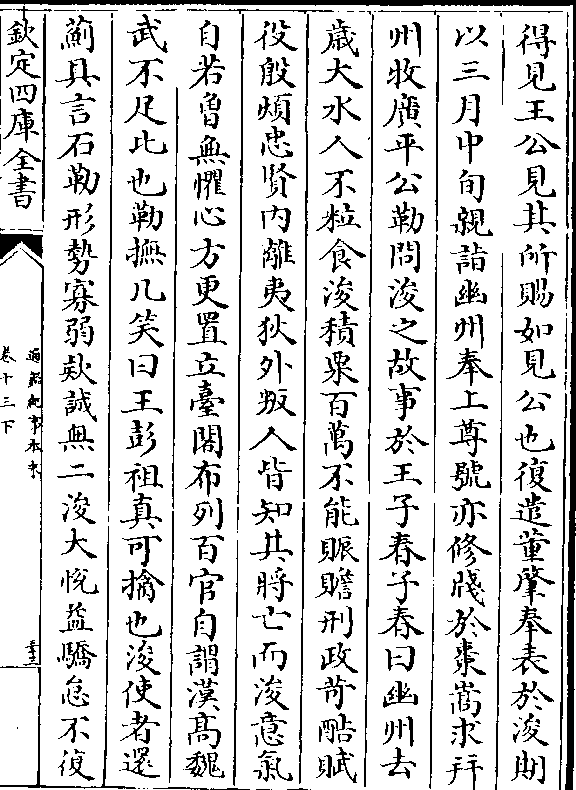 得見王公見其所賜如見公也復遣董肇奉表於浚期
以三月中旬親詣幽州奉上尊號亦修牋於棗嵩求拜
州牧廣平公勒問浚之故事於王子春子春曰幽州去
歲大水人不粒食浚積粟百萬不能賑贍刑政苛酷賦
役殷煩忠賢內離夷狄外叛人皆知其將亡而浚意氣
自若曾無懼心方更置立臺閣布列百官自謂漢高魏
武不足比也勒撫几笑曰王彭祖真可擒也浚使者還
薊具言石勒形勢寡弱款誠無二浚大悅益驕怠不復
欽定四庫全書
通鑑紀事本末
卷十三下